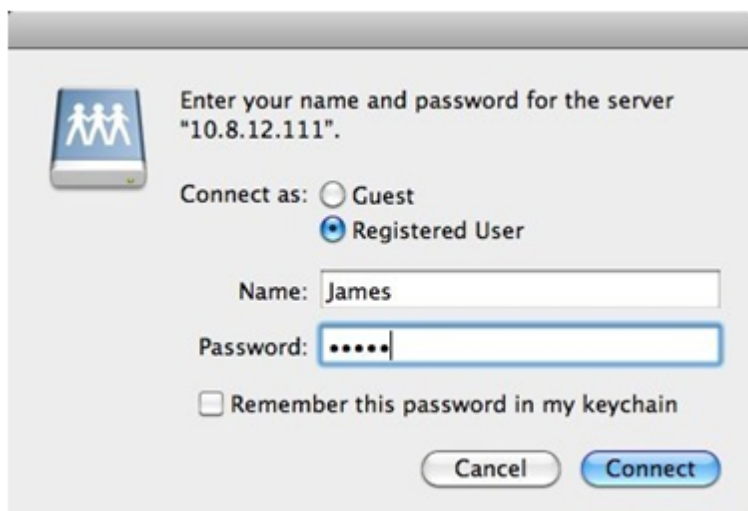 Enter your name and password for the server
“10.8.12.111”.
Connect as: Guest
Registered User
Name: James
Password: •••••
Remember this password in my keychain
Cancel Connect